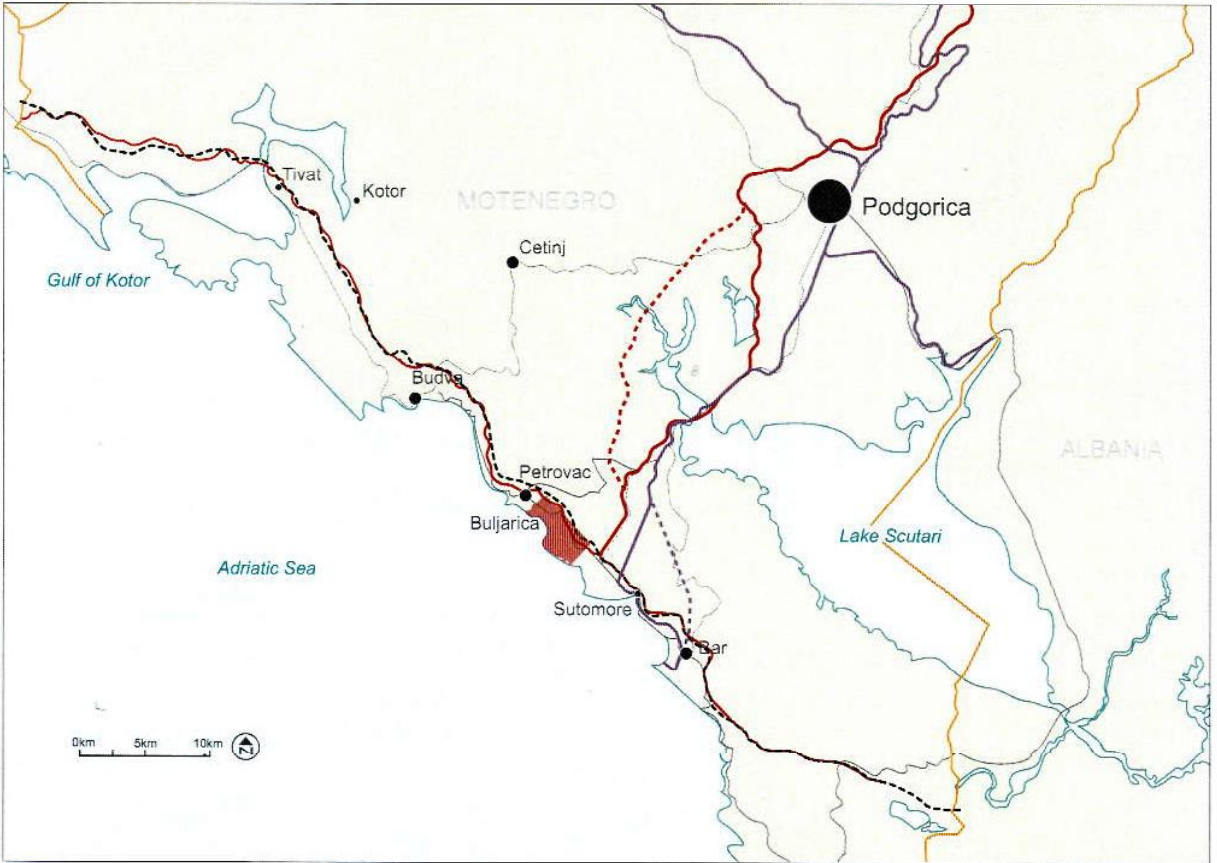 Tivat
Kotor
MOTENEGRO
Podgorica
Cetinj
Gulf of Kotor
Budva
ALBANIA
Petrovac
Buljarica
Lake Scutari
Adriatic Sea
Sutomore
Bar
0km 5km 10km
N